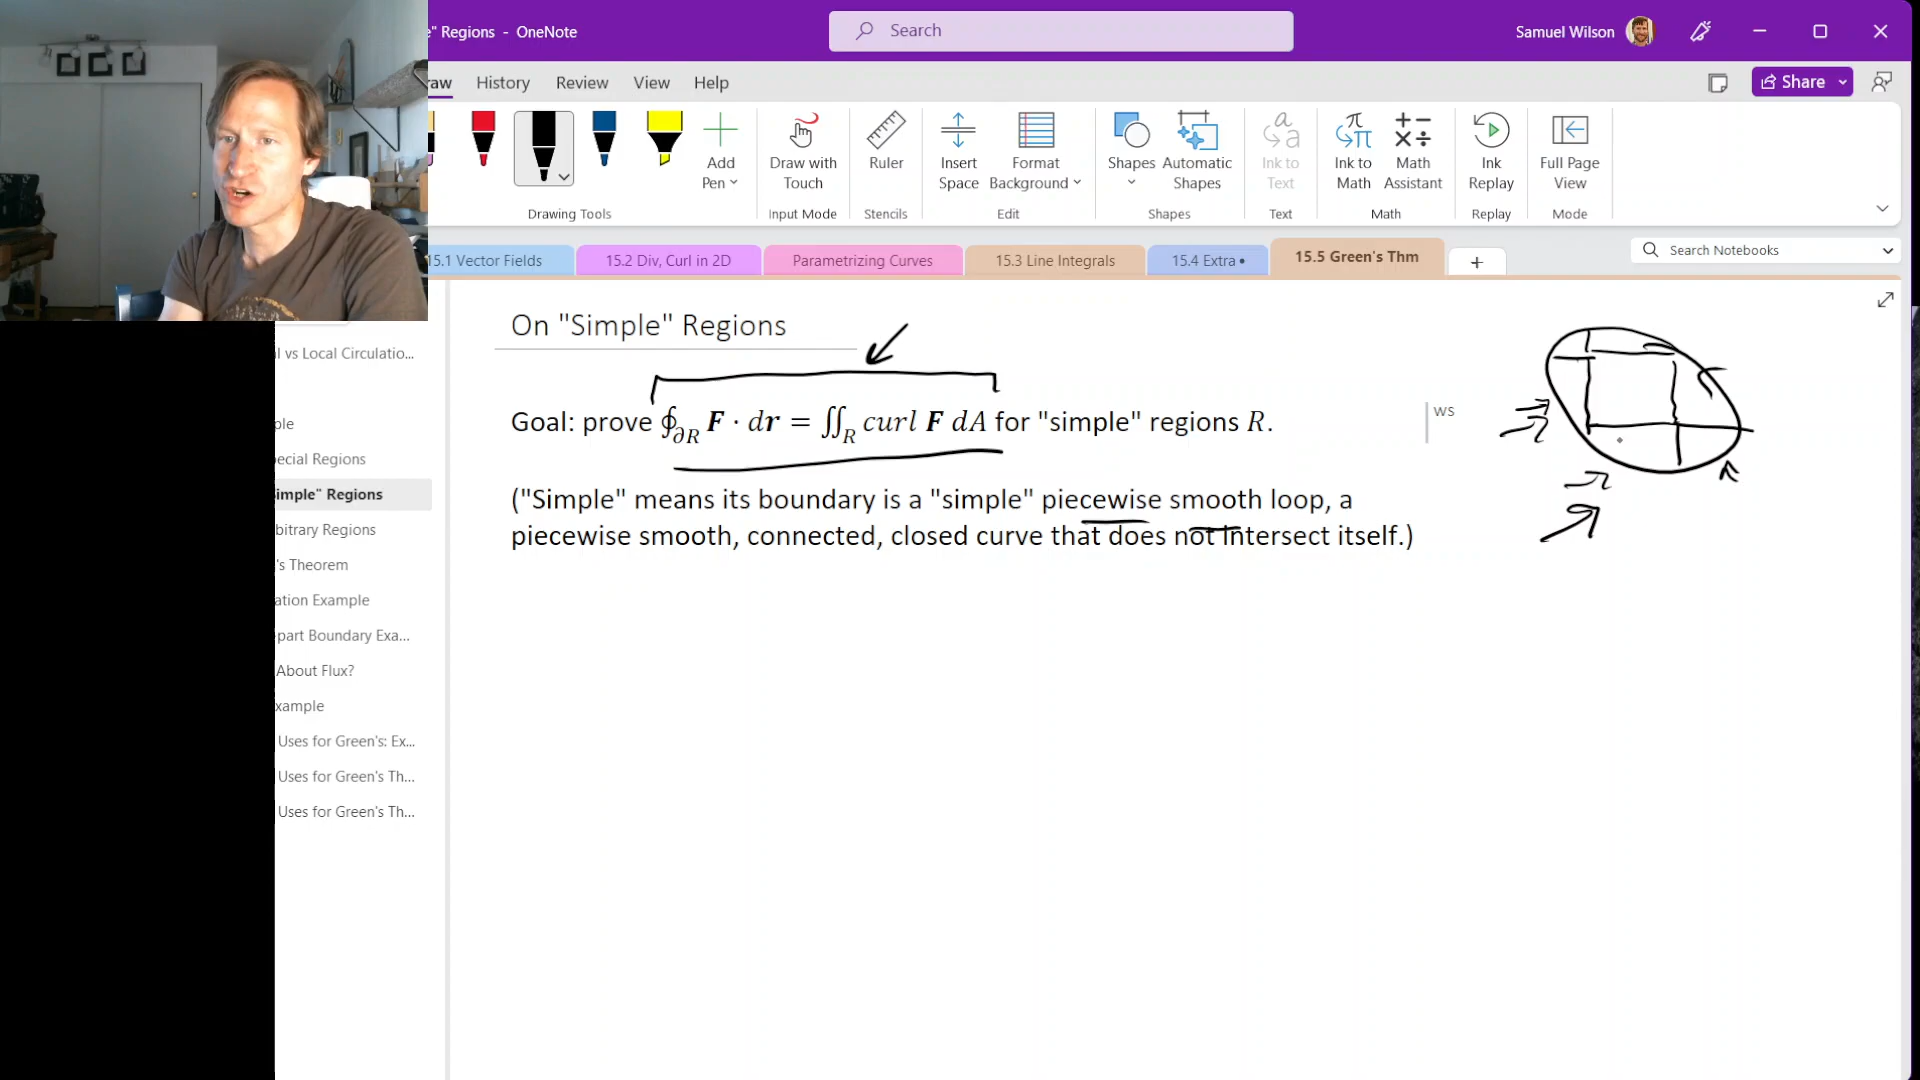 e" Regions - OneNote
Search
Samuel Wilson
aw History Review View Help
Share
Add Pen
Draw with Touch
Ruler
Insert Space
Format Background
Shapes
Automatic Shapes
Ink to Text
Ink to Math
Math Assistant
Ink Replay
Full Page View
Drawing Tools
Input Mode
Stencils
Edit
Shapes
Text
Math
Replay
Mode
15.1 Vector Fields
15.2 Div, Curl in 2D
Parametrizing Curves
15.3 Line Integrals
15.4 Extra
15.5 Green's Thm
+
Search Notebooks
l vs Local Circulatio...
ple
ecial Regions
Simple" Regions
bitrary Regions
's Theorem
ation Example
-part Boundary Exa...
About Flux?
xample
Uses for Green's: Ex...
Uses for Green's Th...
Uses for Green's Th...
On "Simple" Regions
Goal: prove ∮∂R F · dr = ∬R curl F dA for "simple" regions R.
WS
("Simple" means its boundary is a "simple" piecewise smooth loop, a
piecewise smooth, connected, closed curve that does not intersect itself.)